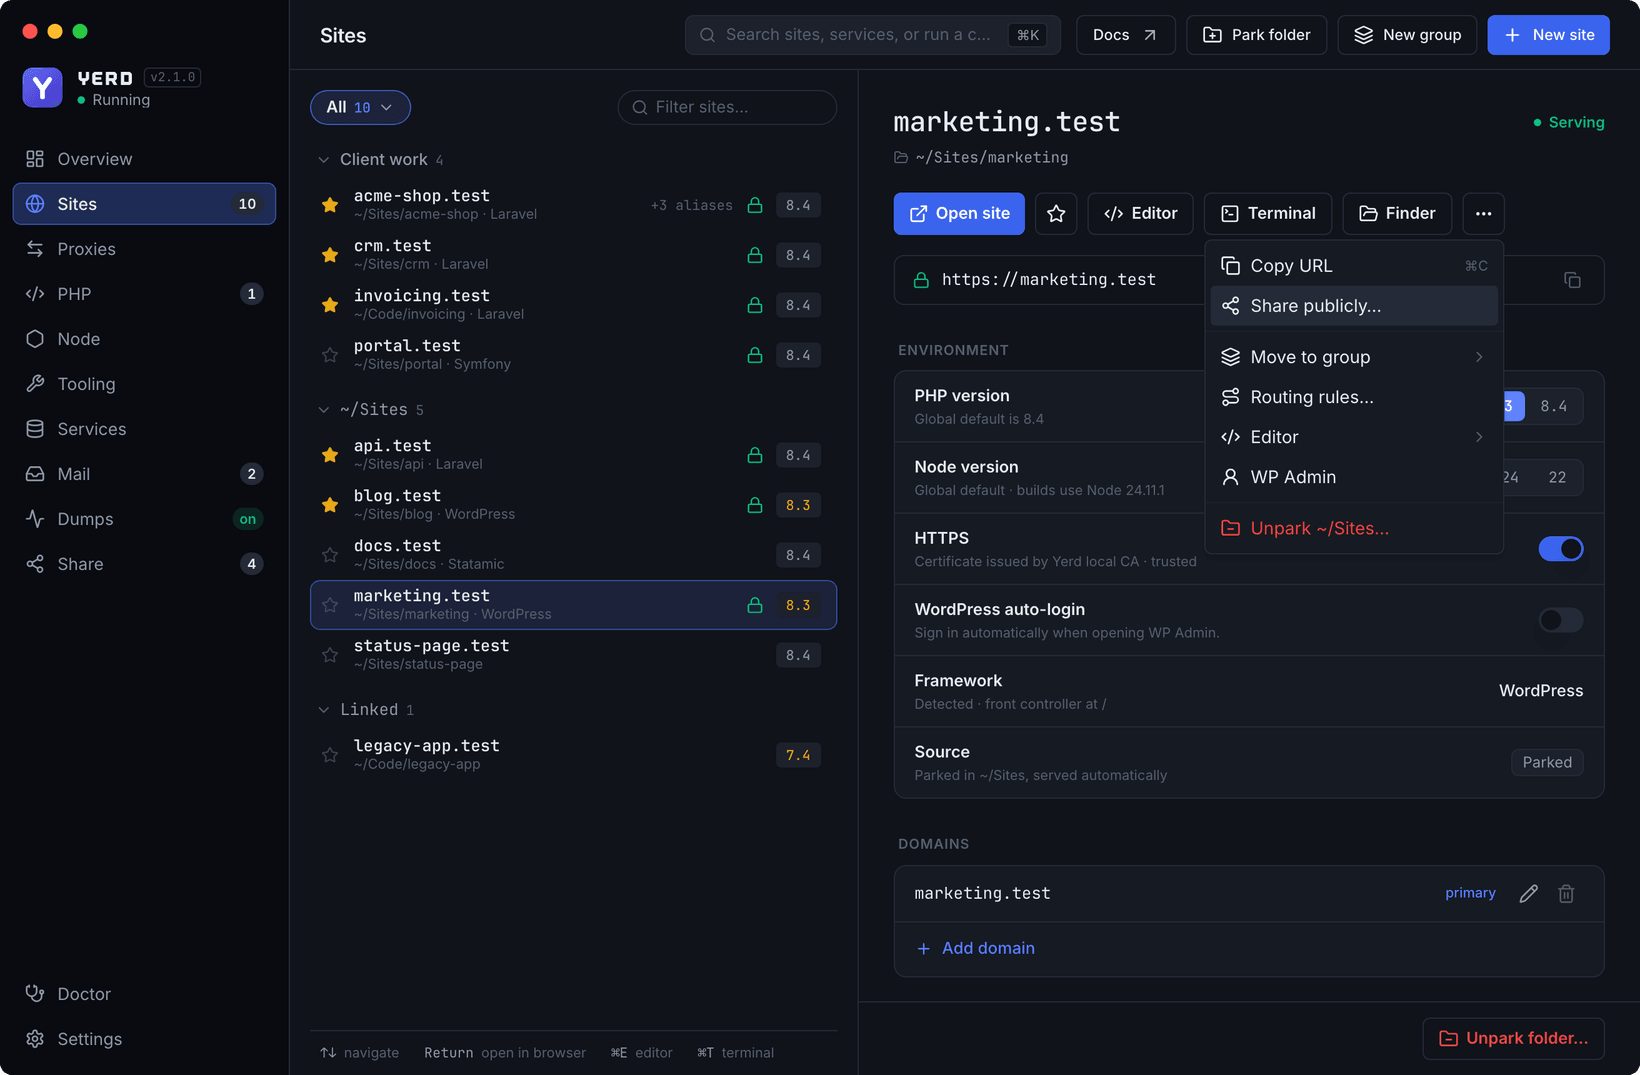 Sites
Search sites, services, or run a c...
⌘K
Docs
Park folder
New group
New site
YERD
v2.1.0
Running
Overview
Sites
10
Proxies
PHP
1
Node
Tooling
Services
Mail
2
Dumps
on
Share
4
Doctor
Settings
All 10
Filter sites...
Client work 4
acme-shop.test
~/Sites/acme-shop · Laravel
+3 aliases
8.4
crm.test
~/Sites/crm · Laravel
8.4
invoicing.test
~/Code/invoicing · Laravel
8.4
portal.test
~/Sites/portal · Symfony
8.4
~/Sites 5
api.test
~/Sites/api · Laravel
8.4
blog.test
~/Sites/blog · WordPress
8.3
docs.test
~/Sites/docs · Statamic
8.4
marketing.test
~/Sites/marketing · WordPress
8.3
status-page.test
~/Sites/status-page
8.4
Linked 1
legacy-app.test
~/Code/legacy-app
7.4
navigate
Return open in browser
⌘E editor
⌘T terminal
marketing.test
Serving
~/Sites/marketing
Open site
Editor
Terminal
Finder
https://marketing.test
Copy URL
⌘C
Share publicly...
Move to group
Routing rules...
Editor
WP Admin
Unpark ~/Sites...
ENVIRONMENT
PHP version
Global default is 8.4
3
8.4
Node version
Global default · builds use Node 24.11.1
24
22
HTTPS
Certificate issued by Yerd local CA · trusted
WordPress auto-login
Sign in automatically when opening WP Admin.
Framework
Detected · front controller at /
WordPress
Source
Parked in ~/Sites, served automatically
Parked
DOMAINS
marketing.test
primary
Add domain
Unpark folder...